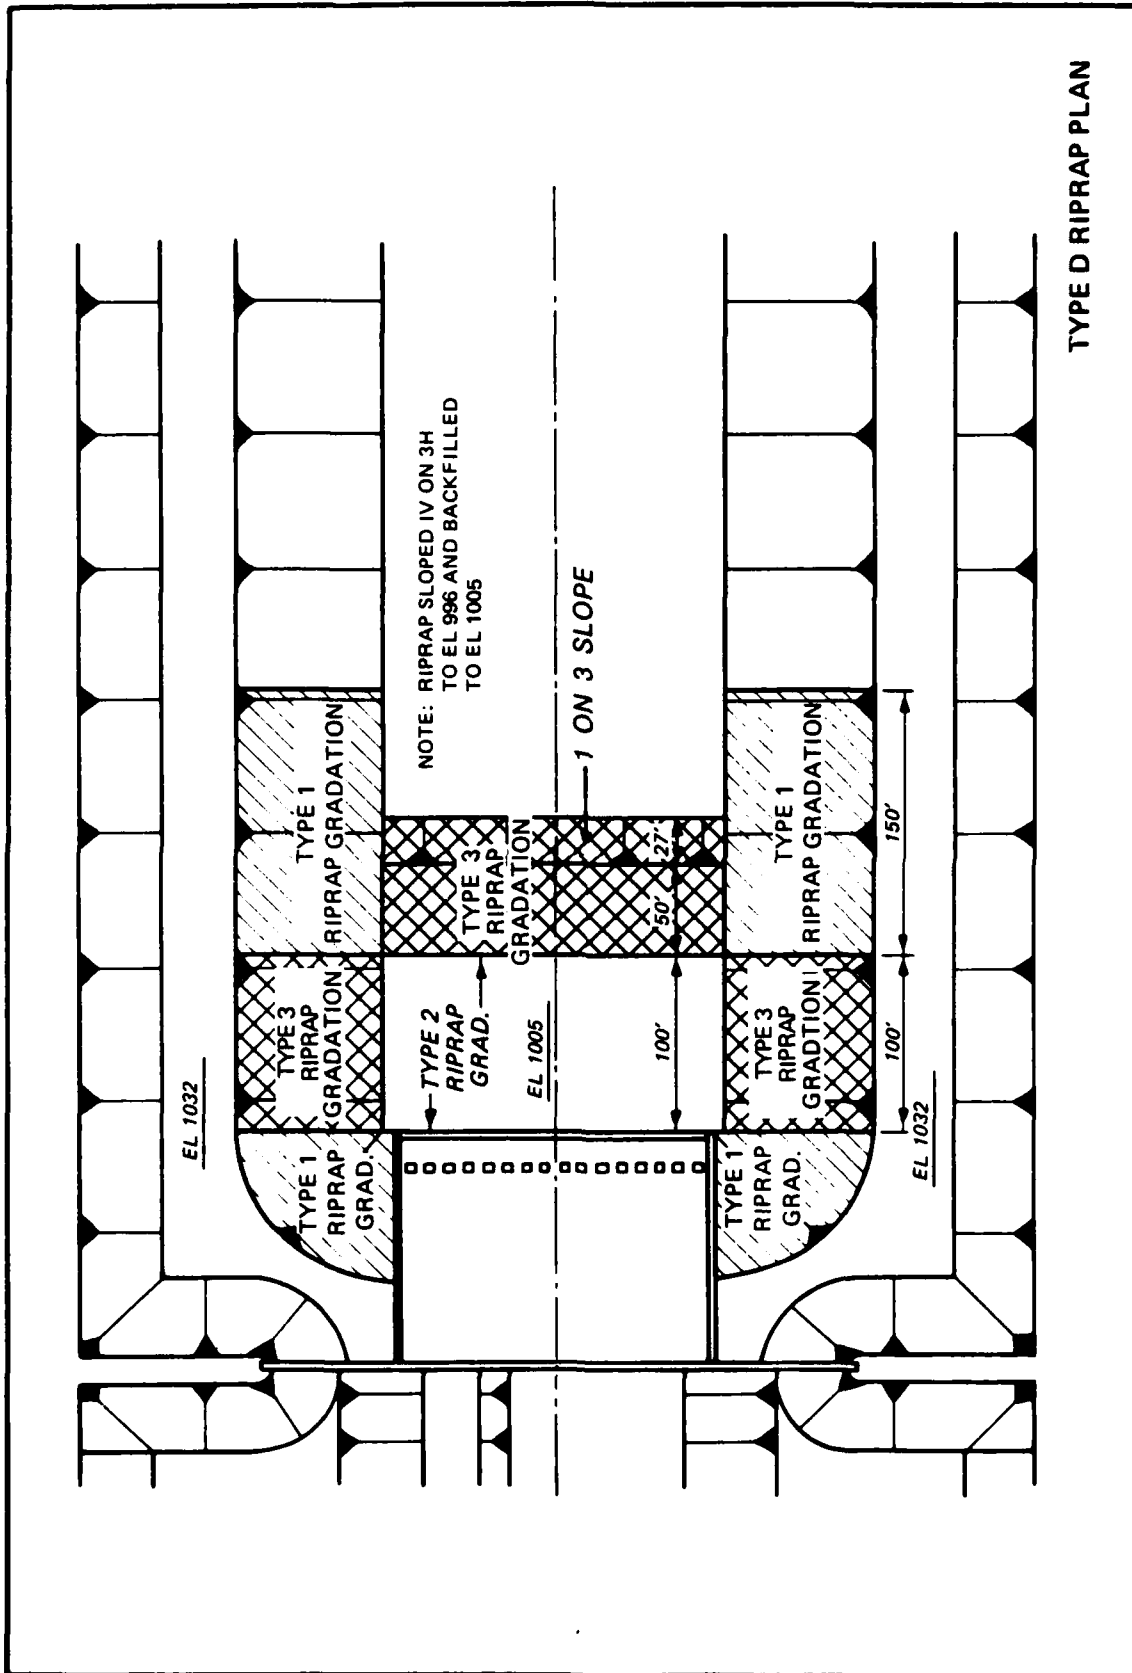 TYPE D RIPRAP PLAN
NOTE: RIPRAP SLOPED IV ON 3H
TO EL 996 AND BACKFILLED
TO EL 1005
1 ON 3 SLOPE
EL 1032
TYPE 1
RIPRAP
GRAD.
TYPE 3
RIPRAP
GRADATION
TYPE 1
RIPRAP GRADATION
TYPE 2
RIPRAP
GRAD.
EL 1005
TYPE 3
RIPRAP
GRADATION
100'
50'
27'
TYPE 1
RIPRAP
GRAD.
TYPE 3
RIPRAP
GRADTION
TYPE 1
RIPRAP GRADATION
100'
150'
EL 1032